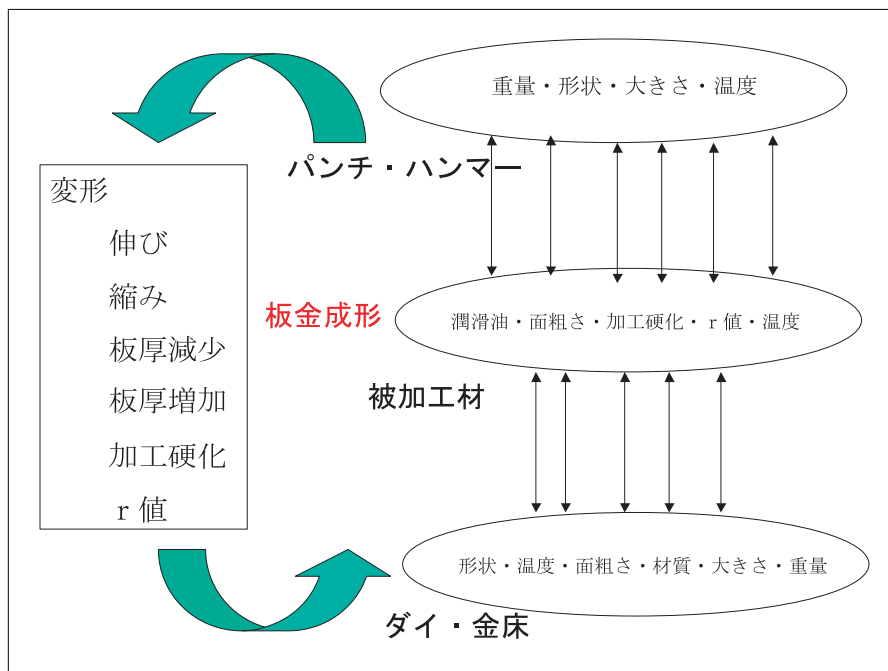 重量・形状・大きさ・温度
パンチ・ハンマー
変形
伸び
縮み
板厚減少
板厚増加
加工硬化
r 値
板金成形
潤滑油・面粗さ・加工硬化・r 値・温度
被加工材
形状・温度・面粗さ・材質・大きさ・重量
ダイ・金床